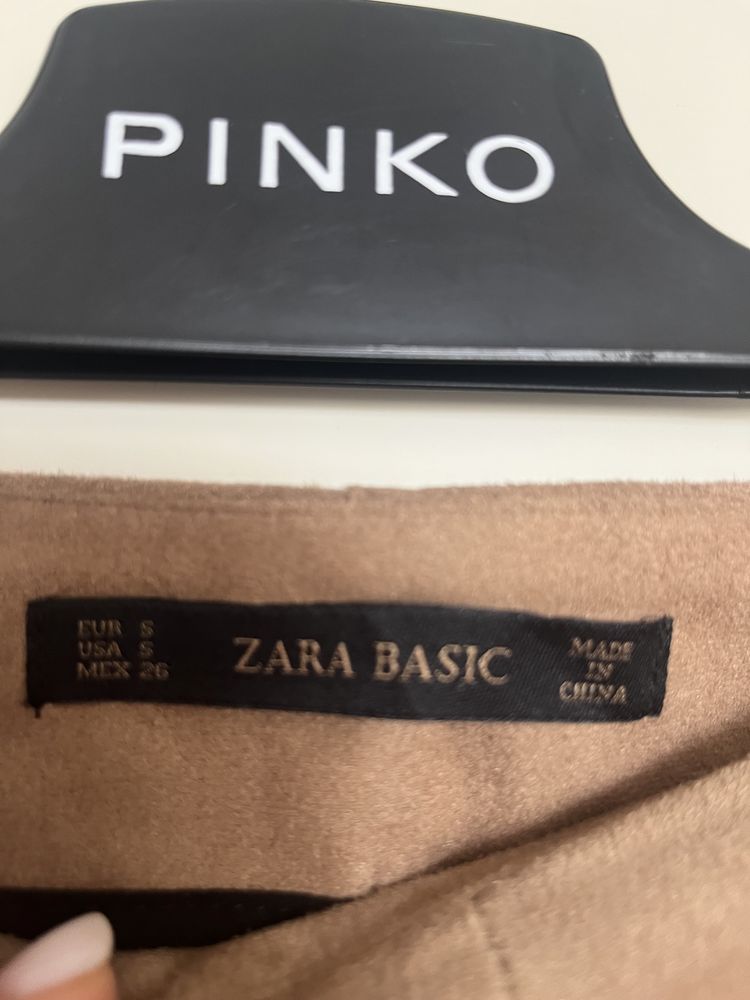 PINKO
EUR S
USA S
MEX 26
ZARA BASIC
MADE
IN
CHINA